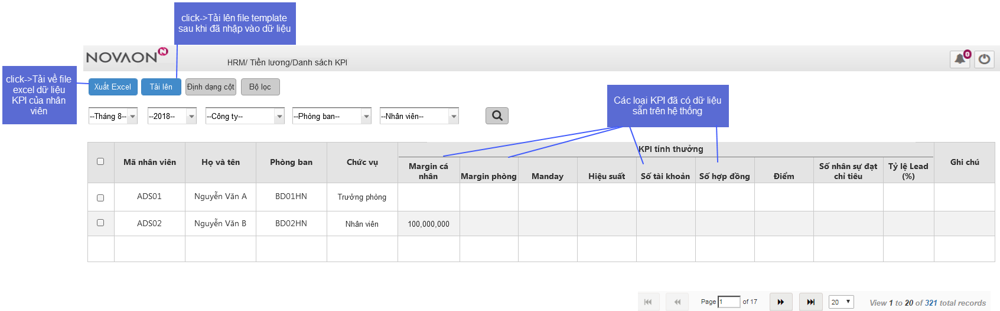 click->Tải lên file template
sau khi đã nhập vào dữ liệu
NOVAON
N
HRM/ Tiền lương/Danh sách KPI
0
click->Tải về file
excel dữ liệu
KPI của nhân
viên
Xuất Excel
Tải lên
Định dạng cột
Bộ lọc
Các loại KPI đã có dữ liệu
sẵn trên hệ thống
--Tháng 8--
--2018--
--Công ty--
--Phòng ban--
--Nhân viên--
Mã nhân viên
Họ và tên
Phòng ban
Chức vụ
KPI tính thưởng
Ghi chú
Margin cá
nhân
Margin phòng
Manday
Hiệu suất
Số tài khoản
Số hợp đồng
Điểm
Số nhân sự đạt
chỉ tiêu
Tỷ lệ Lead
(%)
ADS01
Nguyễn Văn A
BD01HN
Trưởng phòng
ADS02
Nguyễn Văn B
BD02HN
Nhân viên
100,000,000
Page 1 of 17
20
View 1 to 20 of 321 total records